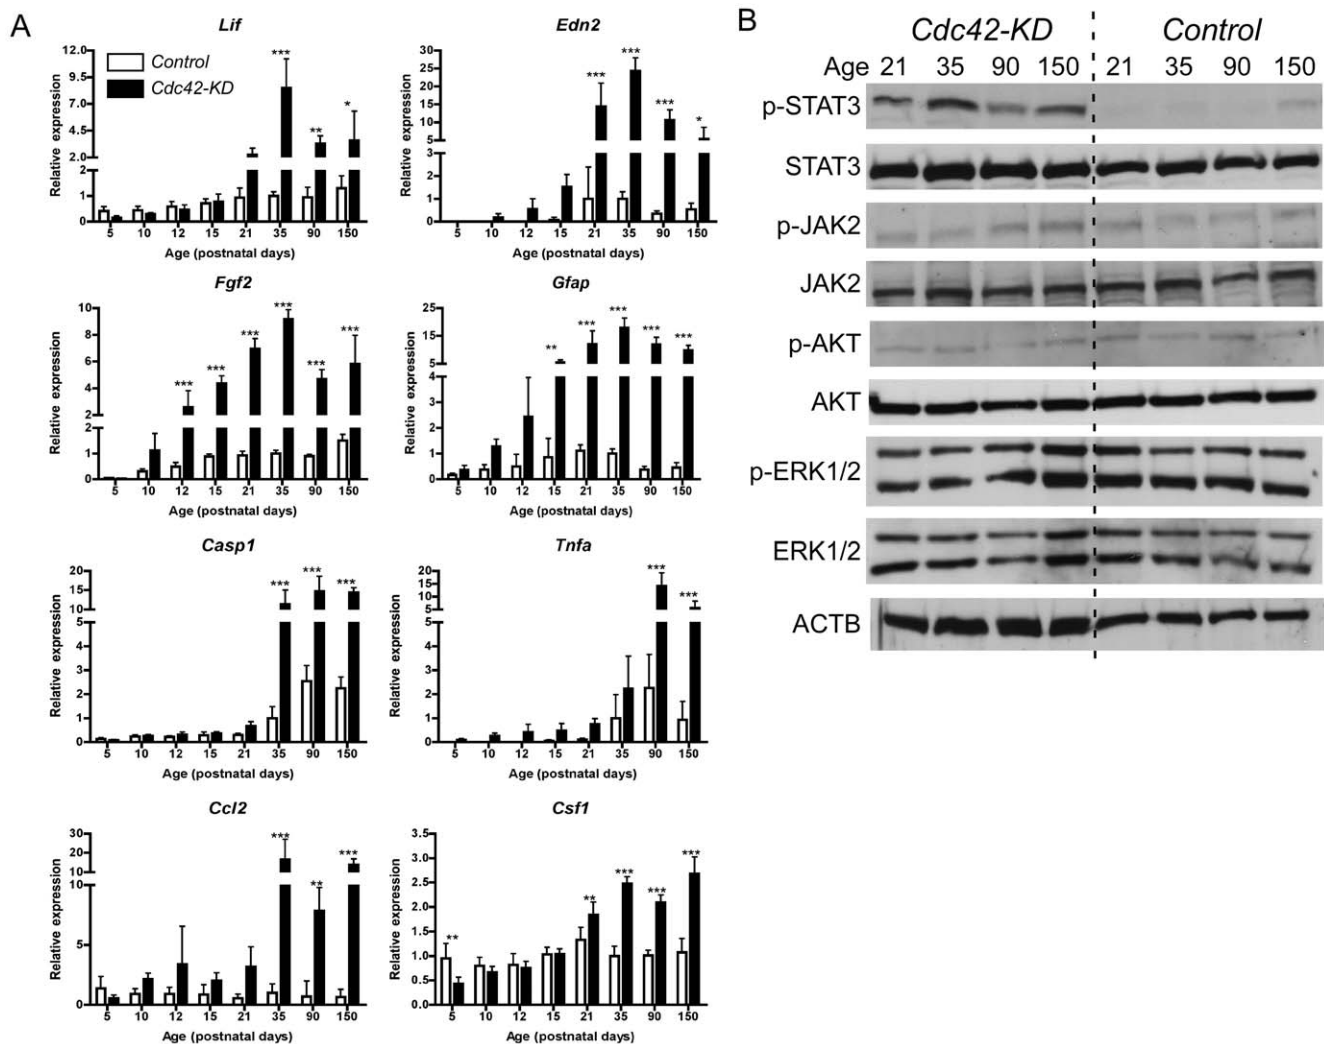 A
Lif
Relative expression
12.0
9.5
7.0
4.5
2.0
2
1
0
Control
Cdc42-KD
***
**
*
5 10 12 15 21 35 90 150
Age (postnatal days)
Edn2
Relative expression
30
25
20
15
10
5
3
2
1
0
***
***
***
*
5 10 12 15 21 35 90 150
Age (postnatal days)
Fgf2
Relative expression
10
8
6
4
2
2
1
0
***
***
***
***
***
***
5 10 12 15 21 35 90 150
Age (postnatal days)
Gfap
Relative expression
25
15
5
4
3
2
1
0
**
***
***
***
***
5 10 12 15 21 35 90 150
Age (postnatal days)
Casp1
Relative expression
20
15
10
5
4
3
2
1
0
***
***
***
5 10 12 15 21 35 90 150
Age (postnatal days)
Tnfa
Relative expression
20
15
10
5
5
4
3
2
1
0
***
***
5 10 12 15 21 35 90 150
Age (postnatal days)
Ccl2
Relative expression
30
20
10
10
5
0
***
**
***
5 10 12 15 21 35 90 150
Age (postnatal days)
Csf1
Relative expression
3.5
3.0
2.5
2.0
1.5
1.0
0.5
0.0
**
**
***
***
***
5 10 12 15 21 35 90 150
Age (postnatal days)
B
Cdc42-KD Control
Age 21 35 90 150 21 35 90 150
p-STAT3
STAT3
p-JAK2
JAK2
p-AKT
AKT
p-ERK1/2
ERK1/2
ACTB